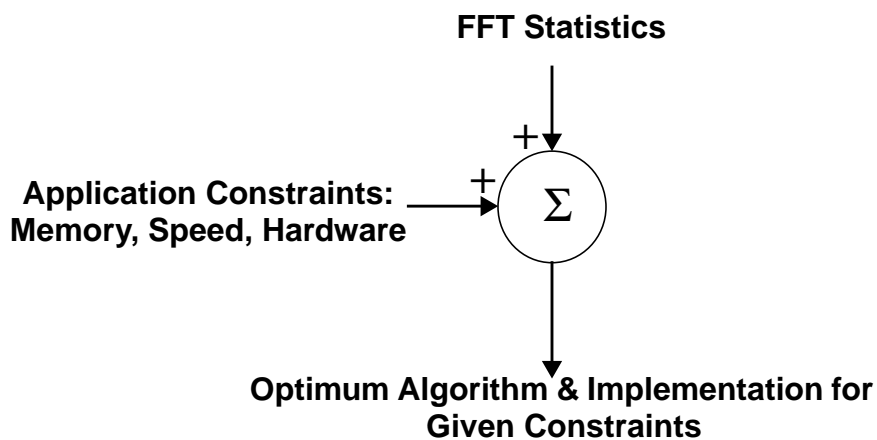 FFT Statistics
+
+
Application Constraints:
Memory, Speed, Hardware
Σ
Optimum Algorithm & Implementation for
Given Constraints